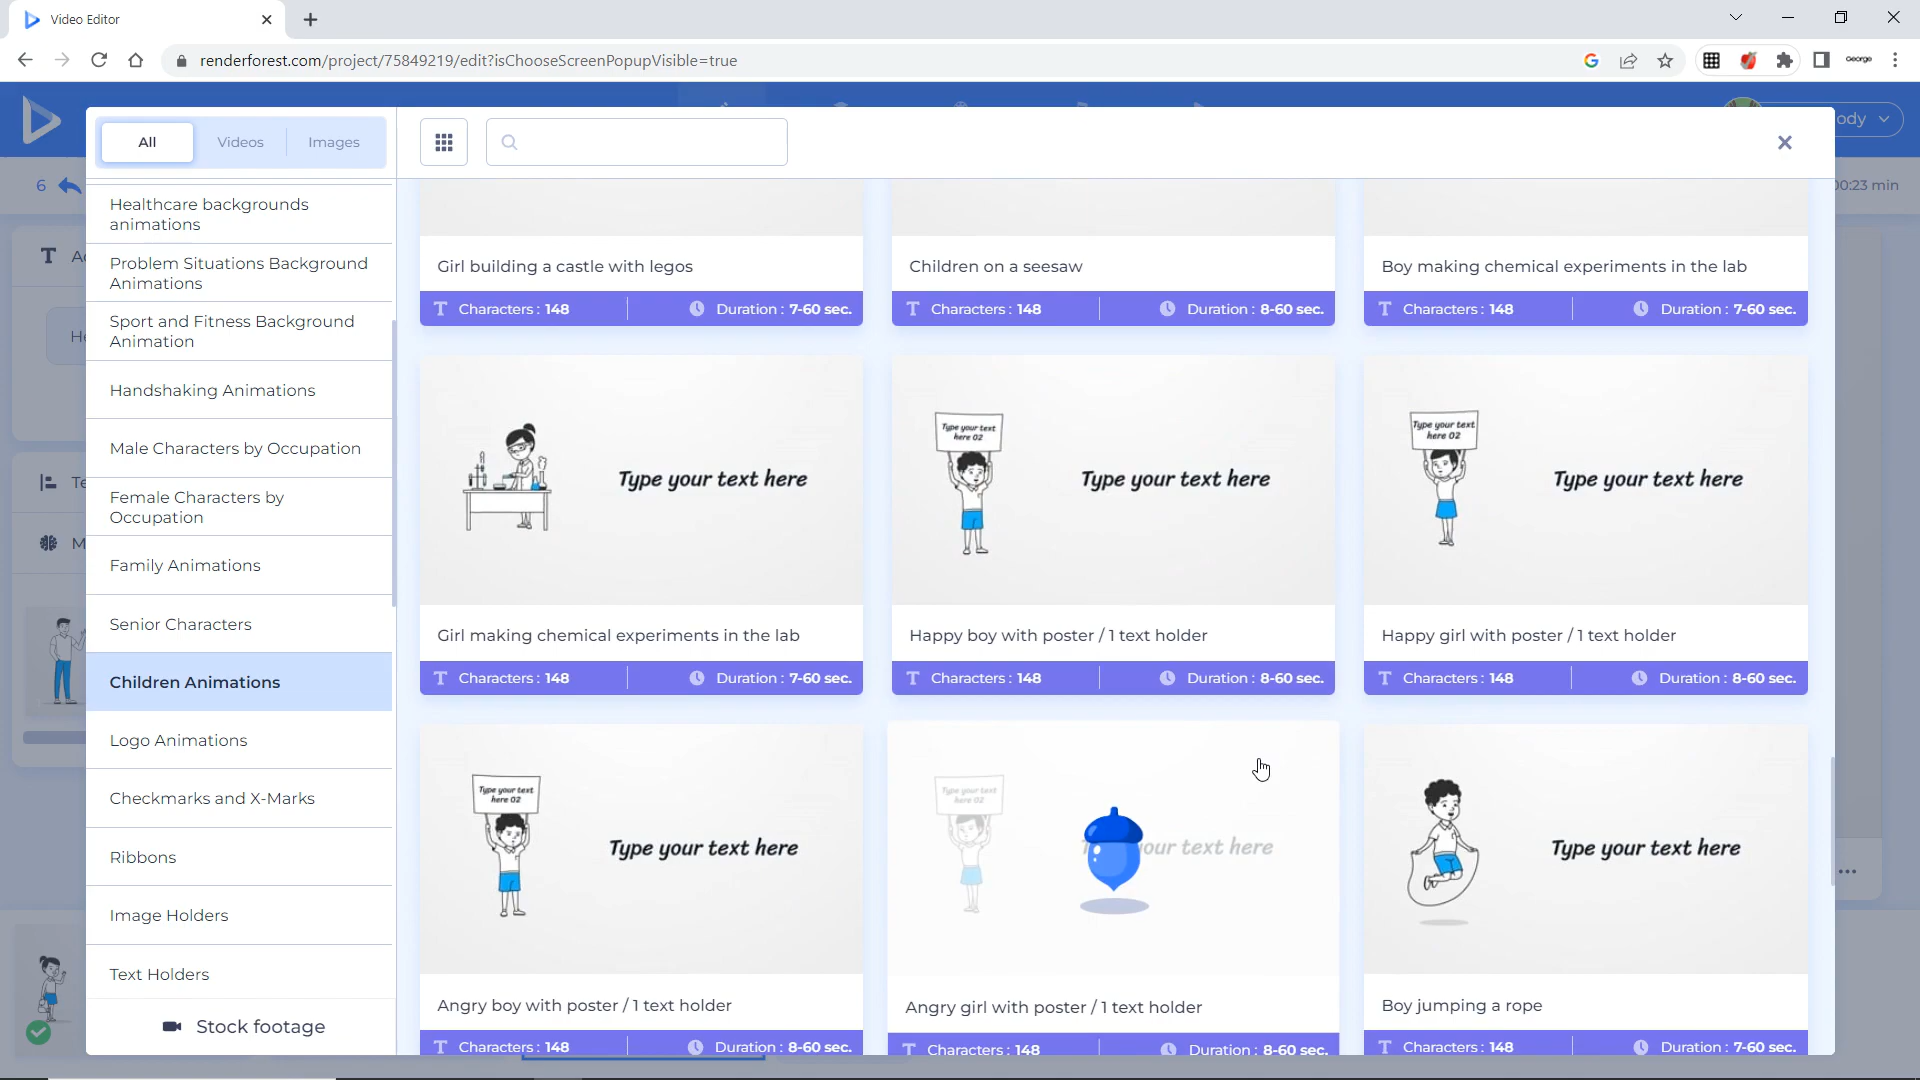 Video Editor
renderforest.com/project/75849219/edit?isChooseScreenPopupVisible=true
George
All
Videos
Images
ody
6
00:23 min
Healthcare backgrounds
animations
Problem Situations Background
Animations
Sport and Fitness Background
Animation
Handshaking Animations
Male Characters by Occupation
Female Characters by
Occupation
Family Animations
Senior Characters
Children Animations
Logo Animations
Checkmarks and X-Marks
Ribbons
Image Holders
Text Holders
Stock footage
Girl building a castle with legos
Characters : 148
Duration : 7-60 sec.
Children on a seesaw
Characters : 148
Duration : 8-60 sec.
Boy making chemical experiments in the lab
Characters : 148
Duration : 7-60 sec.
Type your text here
Girl making chemical experiments in the lab
Characters : 148
Duration : 7-60 sec.
Type your text
here 02
Type your text here
Happy boy with poster / 1 text holder
Characters : 148
Duration : 8-60 sec.
Type your text
here 02
Type your text here
Happy girl with poster / 1 text holder
Characters : 148
Duration : 8-60 sec.
Type your text
here 02
Type your text here
Angry boy with poster / 1 text holder
Characters : 148
Duration : 8-60 sec.
Type your text
here 02
our text here
Angry girl with poster / 1 text holder
Characters : 148
Duration : 8-60 sec.
Type your text here
Boy jumping a rope
Characters : 148
Duration : 7-60 sec.